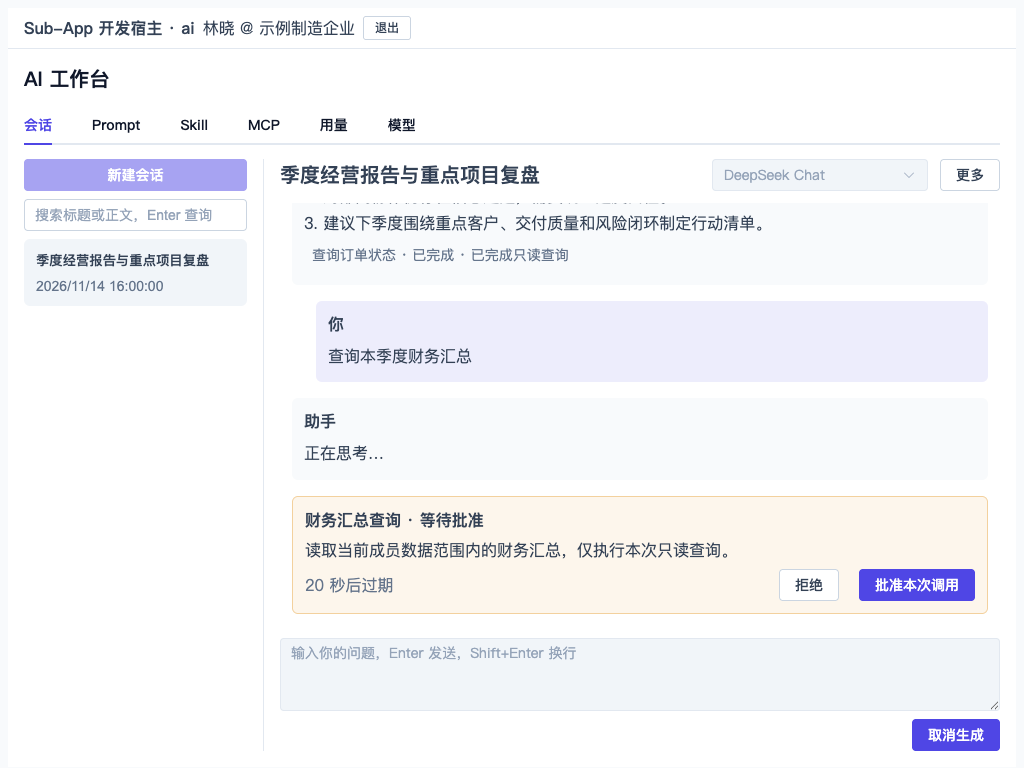 Sub-App 开发宿主 · ai 林晓 @ 示例制造企业 退出
AI 工作台
会话 Prompt Skill MCP 用量 模型
新建会话
搜索标题或正文，Enter 查询
季度经营报告与重点项目复盘
2026/11/14 16:00:00
季度经营报告与重点项目复盘
DeepSeek Chat
更多
3. 建议下季度围绕重点客户、交付质量和风险闭环制定行动清单。
查询订单状态 · 已完成 · 已完成只读查询
你
查询本季度财务汇总
助手
正在思考…
财务汇总查询 · 等待批准
读取当前成员数据范围内的财务汇总，仅执行本次只读查询。
20 秒后过期
拒绝
批准本次调用
输入你的问题，Enter 发送，Shift+Enter 换行
取消生成